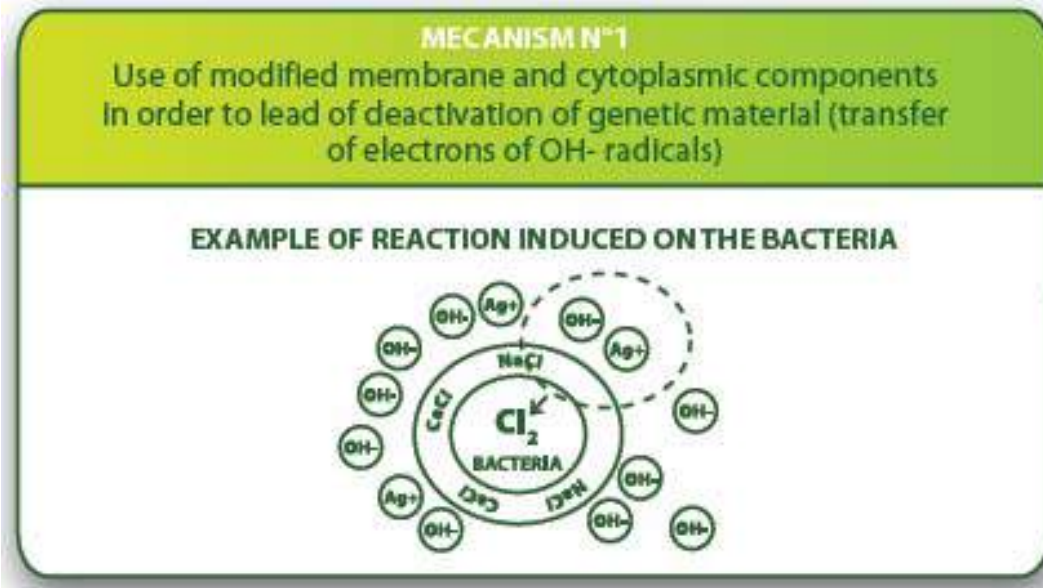 MECANISM N°1
Use of modified membrane and cytoplasmic components
in order to lead of deactivation of genetic material (transfer
of electrons of OH- radicals)
EXAMPLE OF REACTION INDUCED ON THE BACTERIA
Ag+
OH-
OH-
OH-
Ag+
NaCl
OH-
CaCl
OH-
Cl2
OH-
BACTERIA
OH-
Ag+
CaCl
NaCl
OH-
OH-
OH-